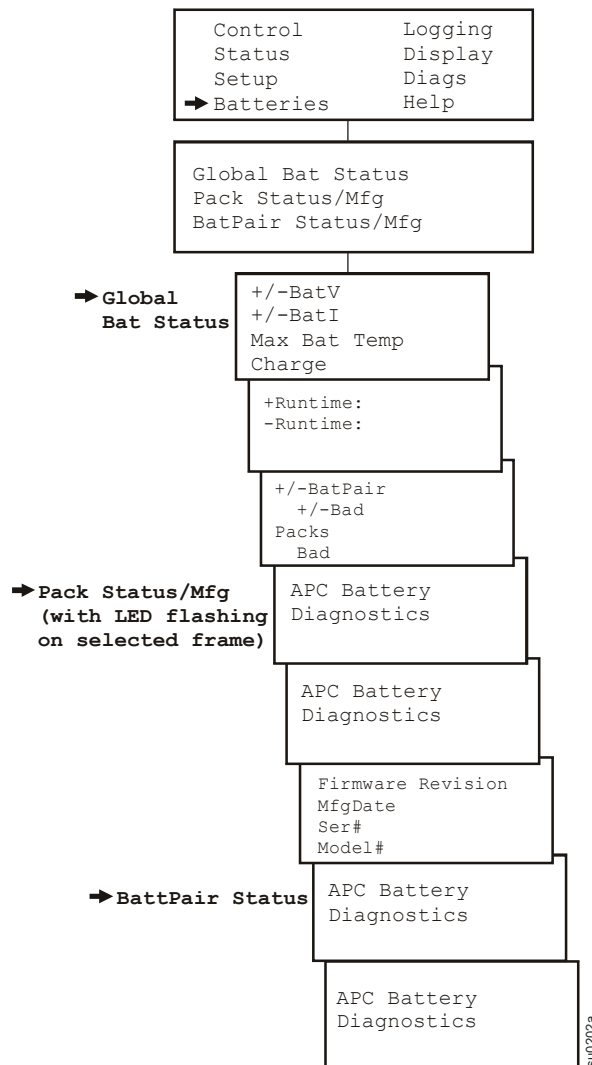 Control Logging
Status Display
Setup Diags
➔Batteries Help
Global Bat Status
Pack Status/Mfg
BatPair Status/Mfg
➔Global
Bat Status
+/-BatV
+/-BatI
Max Bat Temp
Charge
+Runtime:
-Runtime:
+/-BatPair
+/-Bad
Packs
Bad
➔Pack Status/Mfg
(with LED flashing
on selected frame)
APC Battery
Diagnostics
APC Battery
Diagnostics
Firmware Revision
MfgDate
Ser#
Model#
➔BattPair Status
APC Battery
Diagnostics
APC Battery
Diagnostics
su0202a